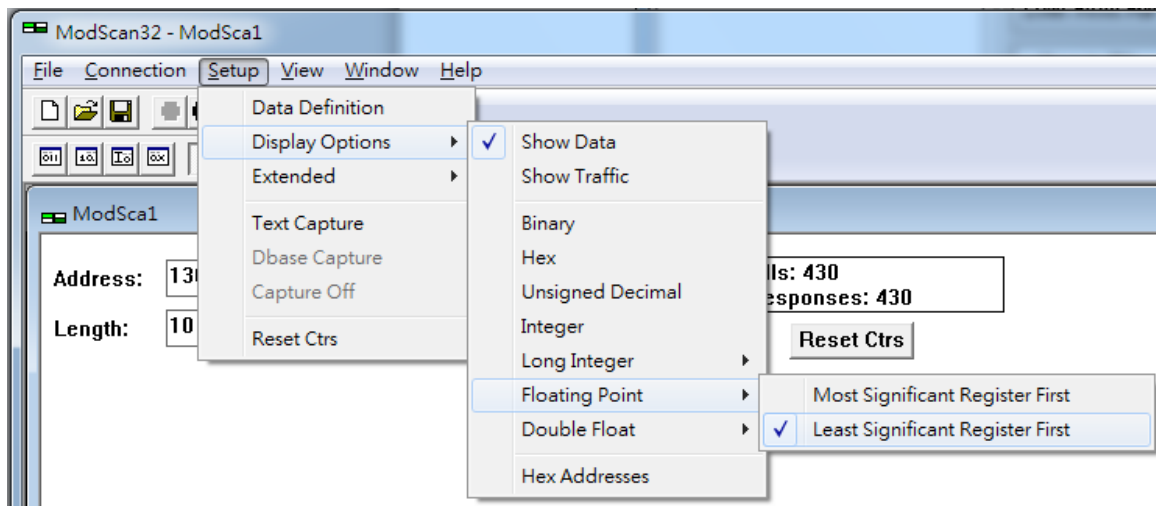 ModScan32 - ModSca1
File Connection Setup View Window Help
Data Definition
Display Options
Extended
Text Capture
Dbase Capture
Capture Off
Reset Ctrs
Show Data
Show Traffic
Binary
Hex
Unsigned Decimal
Integer
Long Integer
Floating Point
Double Float
Hex Addresses
Most Significant Register First
Least Significant Register First
ModSca1
Address:
Length: 10
: 430
: 430
Reset Ctrs